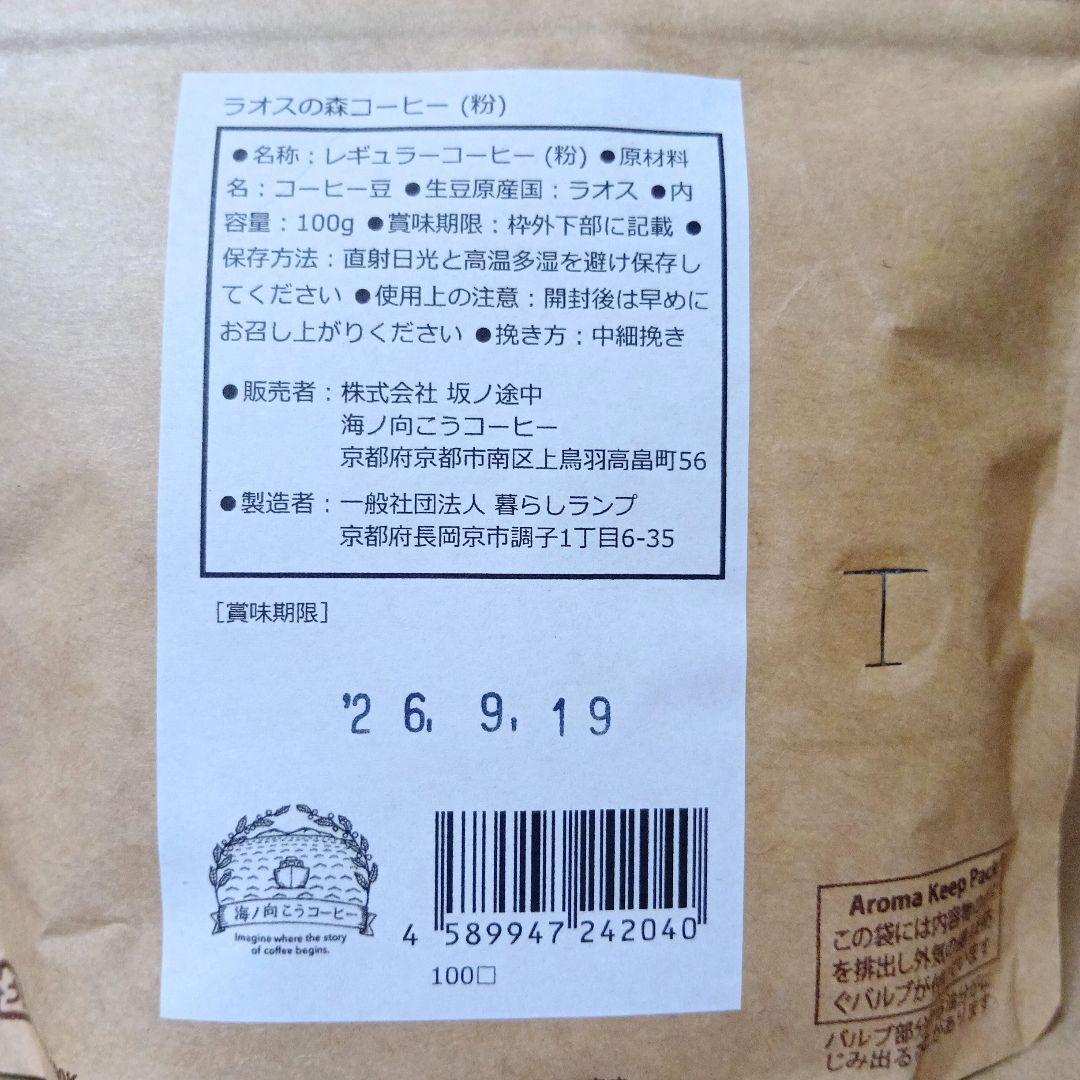 ラオスの森コーヒー (粉)
●名称：レギュラーコーヒー (粉) ●原材料
名：コーヒー豆 ●生豆原産国：ラオス ●内
容量：100g ●賞味期限：枠外下部に記載 ●
保存方法：直射日光と高温多湿を避け保存し
てください ●使用上の注意：開封後は早めに
お召し上がりください ●挽き方：中細挽き
●販売者：株式会社 坂ノ途中
海ノ向こうコーヒー
京都府京都市南区上鳥羽高畠町56
●製造者：一般社団法人 暮らしランプ
京都府長岡京市調子1丁目6-35
［賞味期限］
'26. 9. 19
海ノ向こうコーヒー
Imagine where the story
of coffee begins.
4 589947 242040
100□
Aroma Keep Pack
この袋には内容物の
を排出し外気の
ぐバルブが
バルブ部分
じみ出る